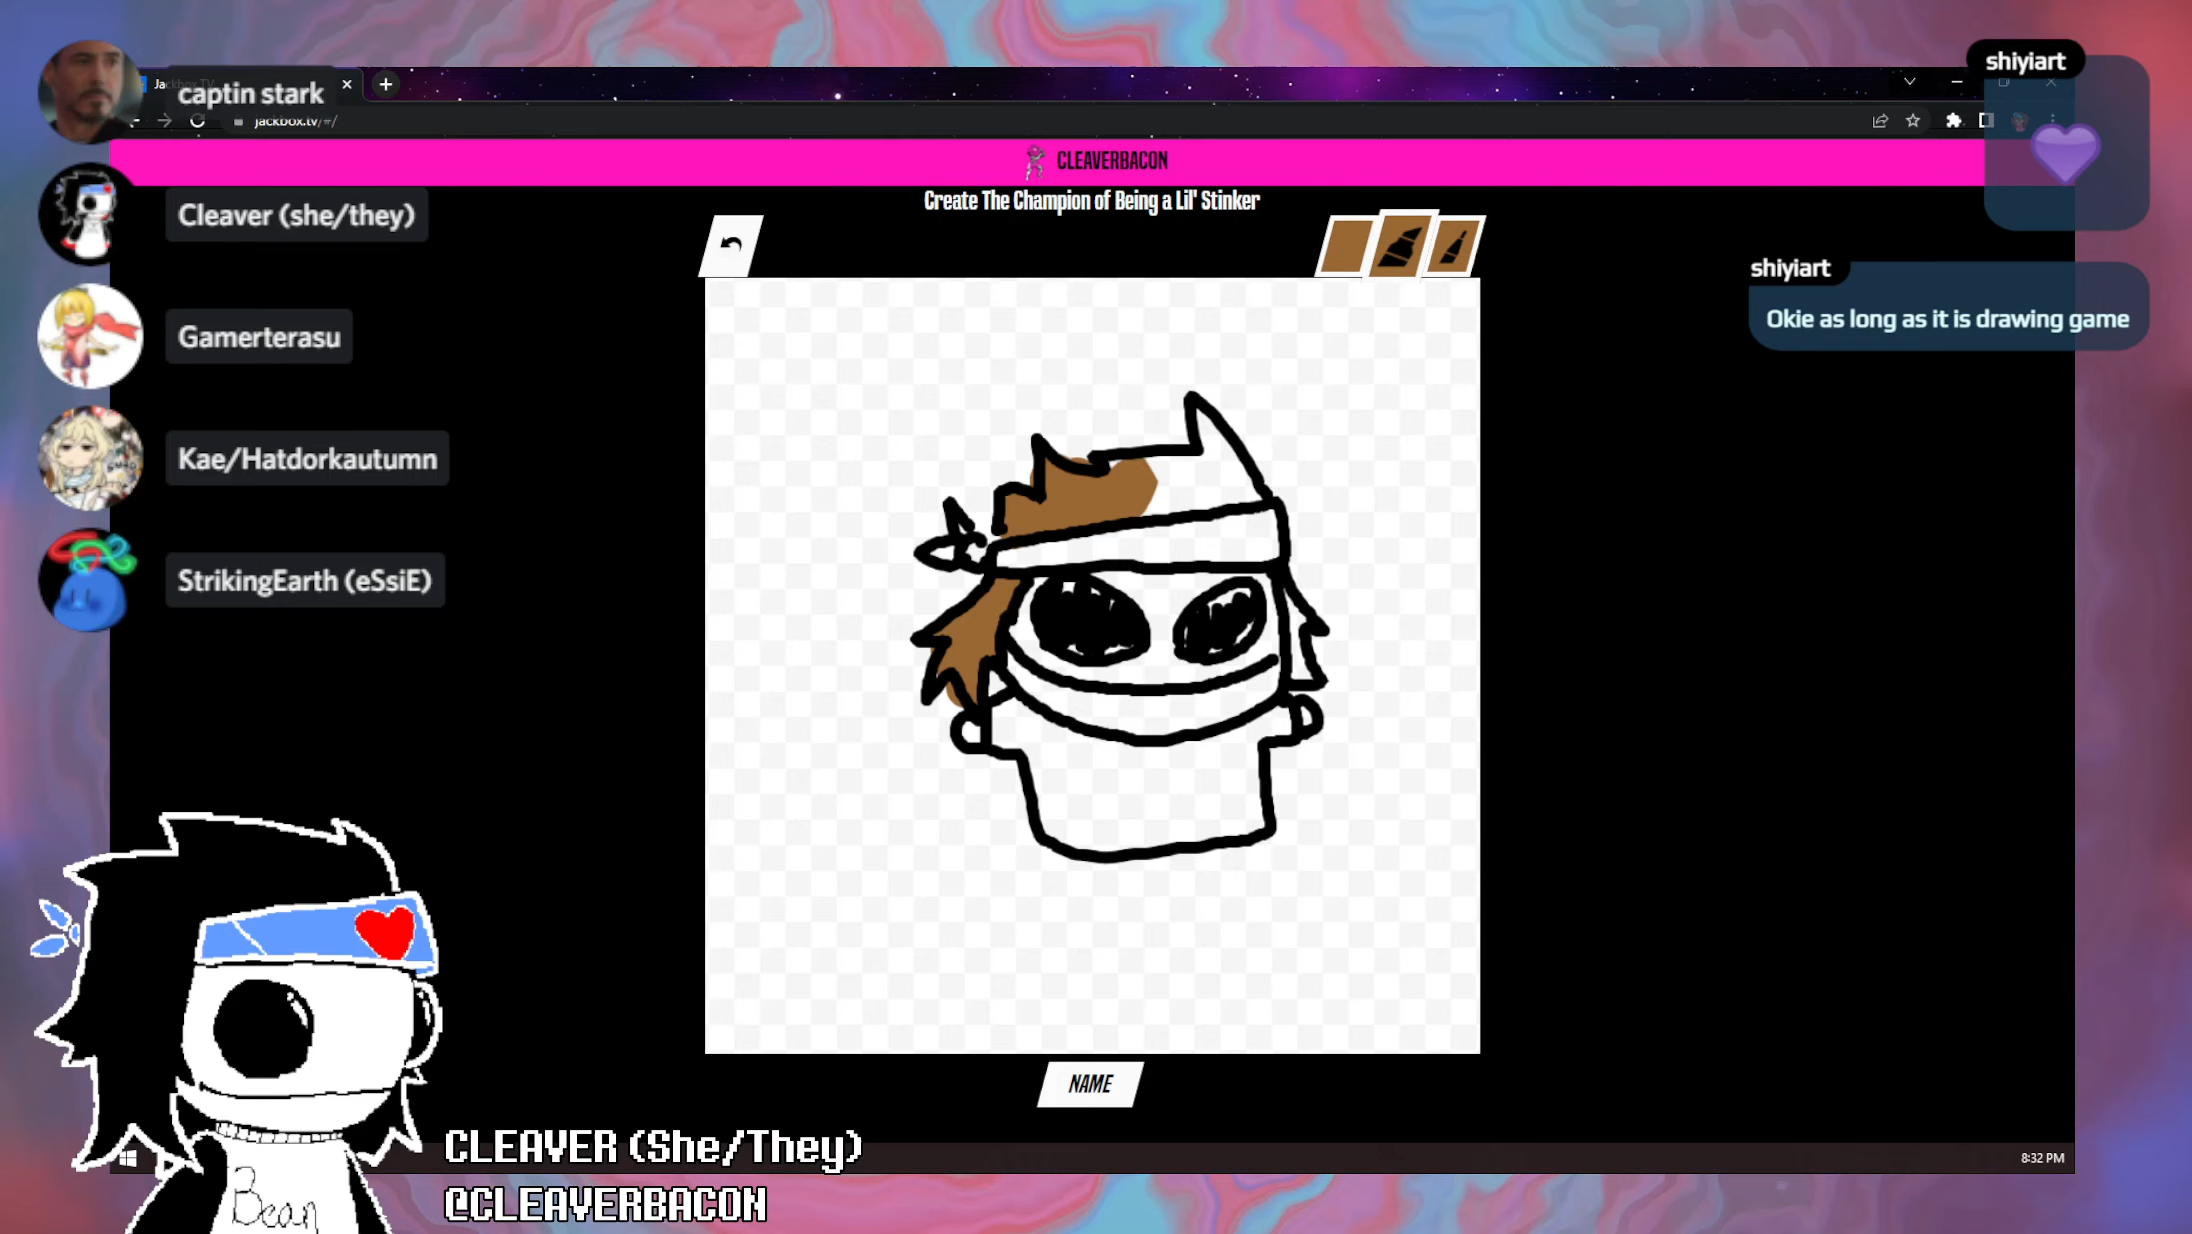 shiyiart
captin stark
jackbox.tv/#/
CLEAVERBACON
Create The Champion of Being a Lil' Stinker
Cleaver (she/they)
shiyiart
Okie as long as it is drawing game
Gamerterasu
Kae/Hatdorkautumn
StrikingEarth (eSsiE)
NAME
CLEAVER (She/They)
8:32 PM
@CLEAVERBACON
Bean